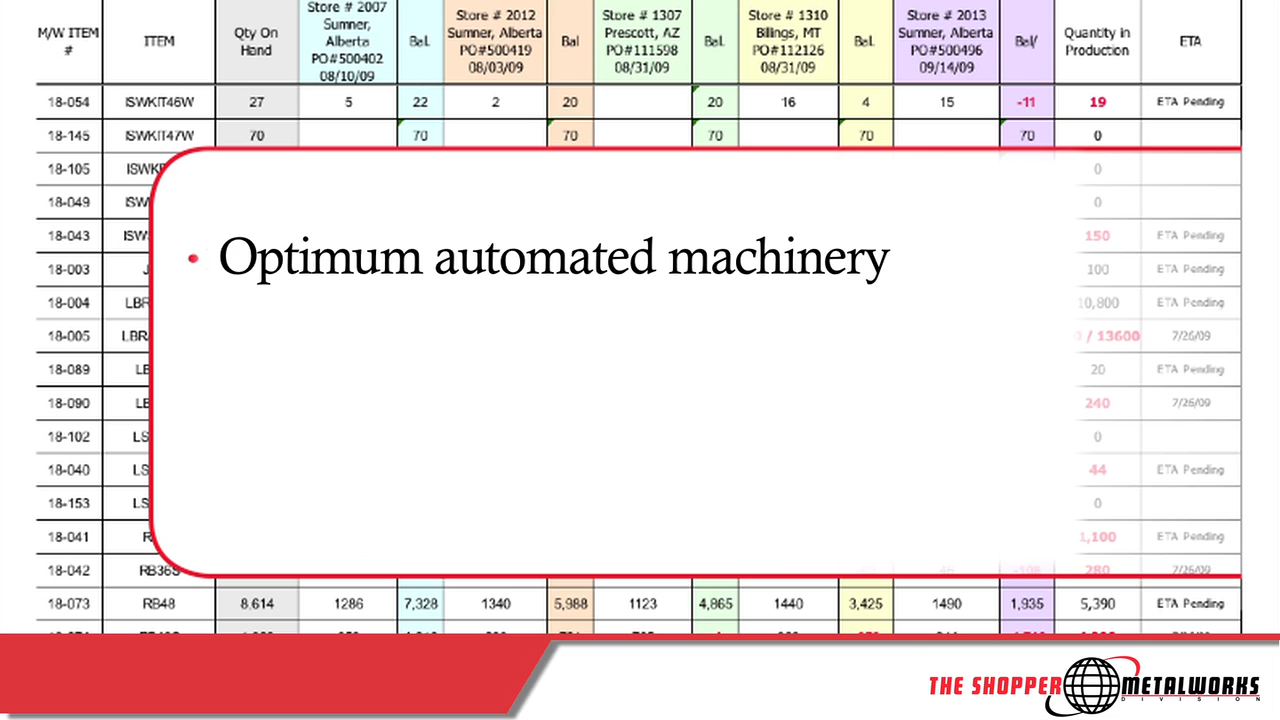 M/W ITEM # ITEM Qty On Hand Store # 2007 Sumner, Alberta PO#500402 08/10/09 Bal. Store # 2012 Sumner, Alberta PO#500419 08/03/09 Bal Store # 1307 Prescott, AZ PO#111598 08/31/09 Bal. Store # 1310 Billings, MT PO#112126 08/31/09 Bal. Store # 2013 Sumner, Alberta PO#500496 09/14/09 Bal/ Quantity in Production ETA
18-054 ISWKIT46W 27 5 22 2 20 20 16 4 15 -11 19 ETA Pending
18-145 ISWKIT47W 70 70 70 70 70 70 0
18-105 0
18-049 0
18-043 150 ETA Pending
18-003 100 ETA Pending
18-004 10,800 ETA Pending
18-005 / 13600 7/26/09
18-089 20 ETA Pending
18-090 240 7/26/09
18-102 0
18-040 44 ETA Pending
18-153 0
18-041 1,100 ETA Pending
18-042 RB36S 280 7/26/09
18-073 RB48 8.614 1286 7,328 1340 5,988 1123 4,865 1440 3,425 1490 1,935 5,390 ETA Pending
• Optimum automated machinery
THE SHOPPER METALWORKS
DIVISION